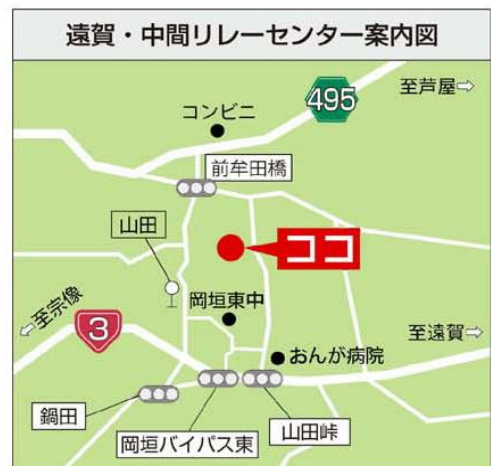 遠賀・中間リレーセンター案内図
至芦屋⇨
495
コンビニ
前牟田橋
山田
ココ
至宗像
3
岡垣東中
至遠賀⇨
おんが病院
鍋田
岡垣バイパス東
山田峠